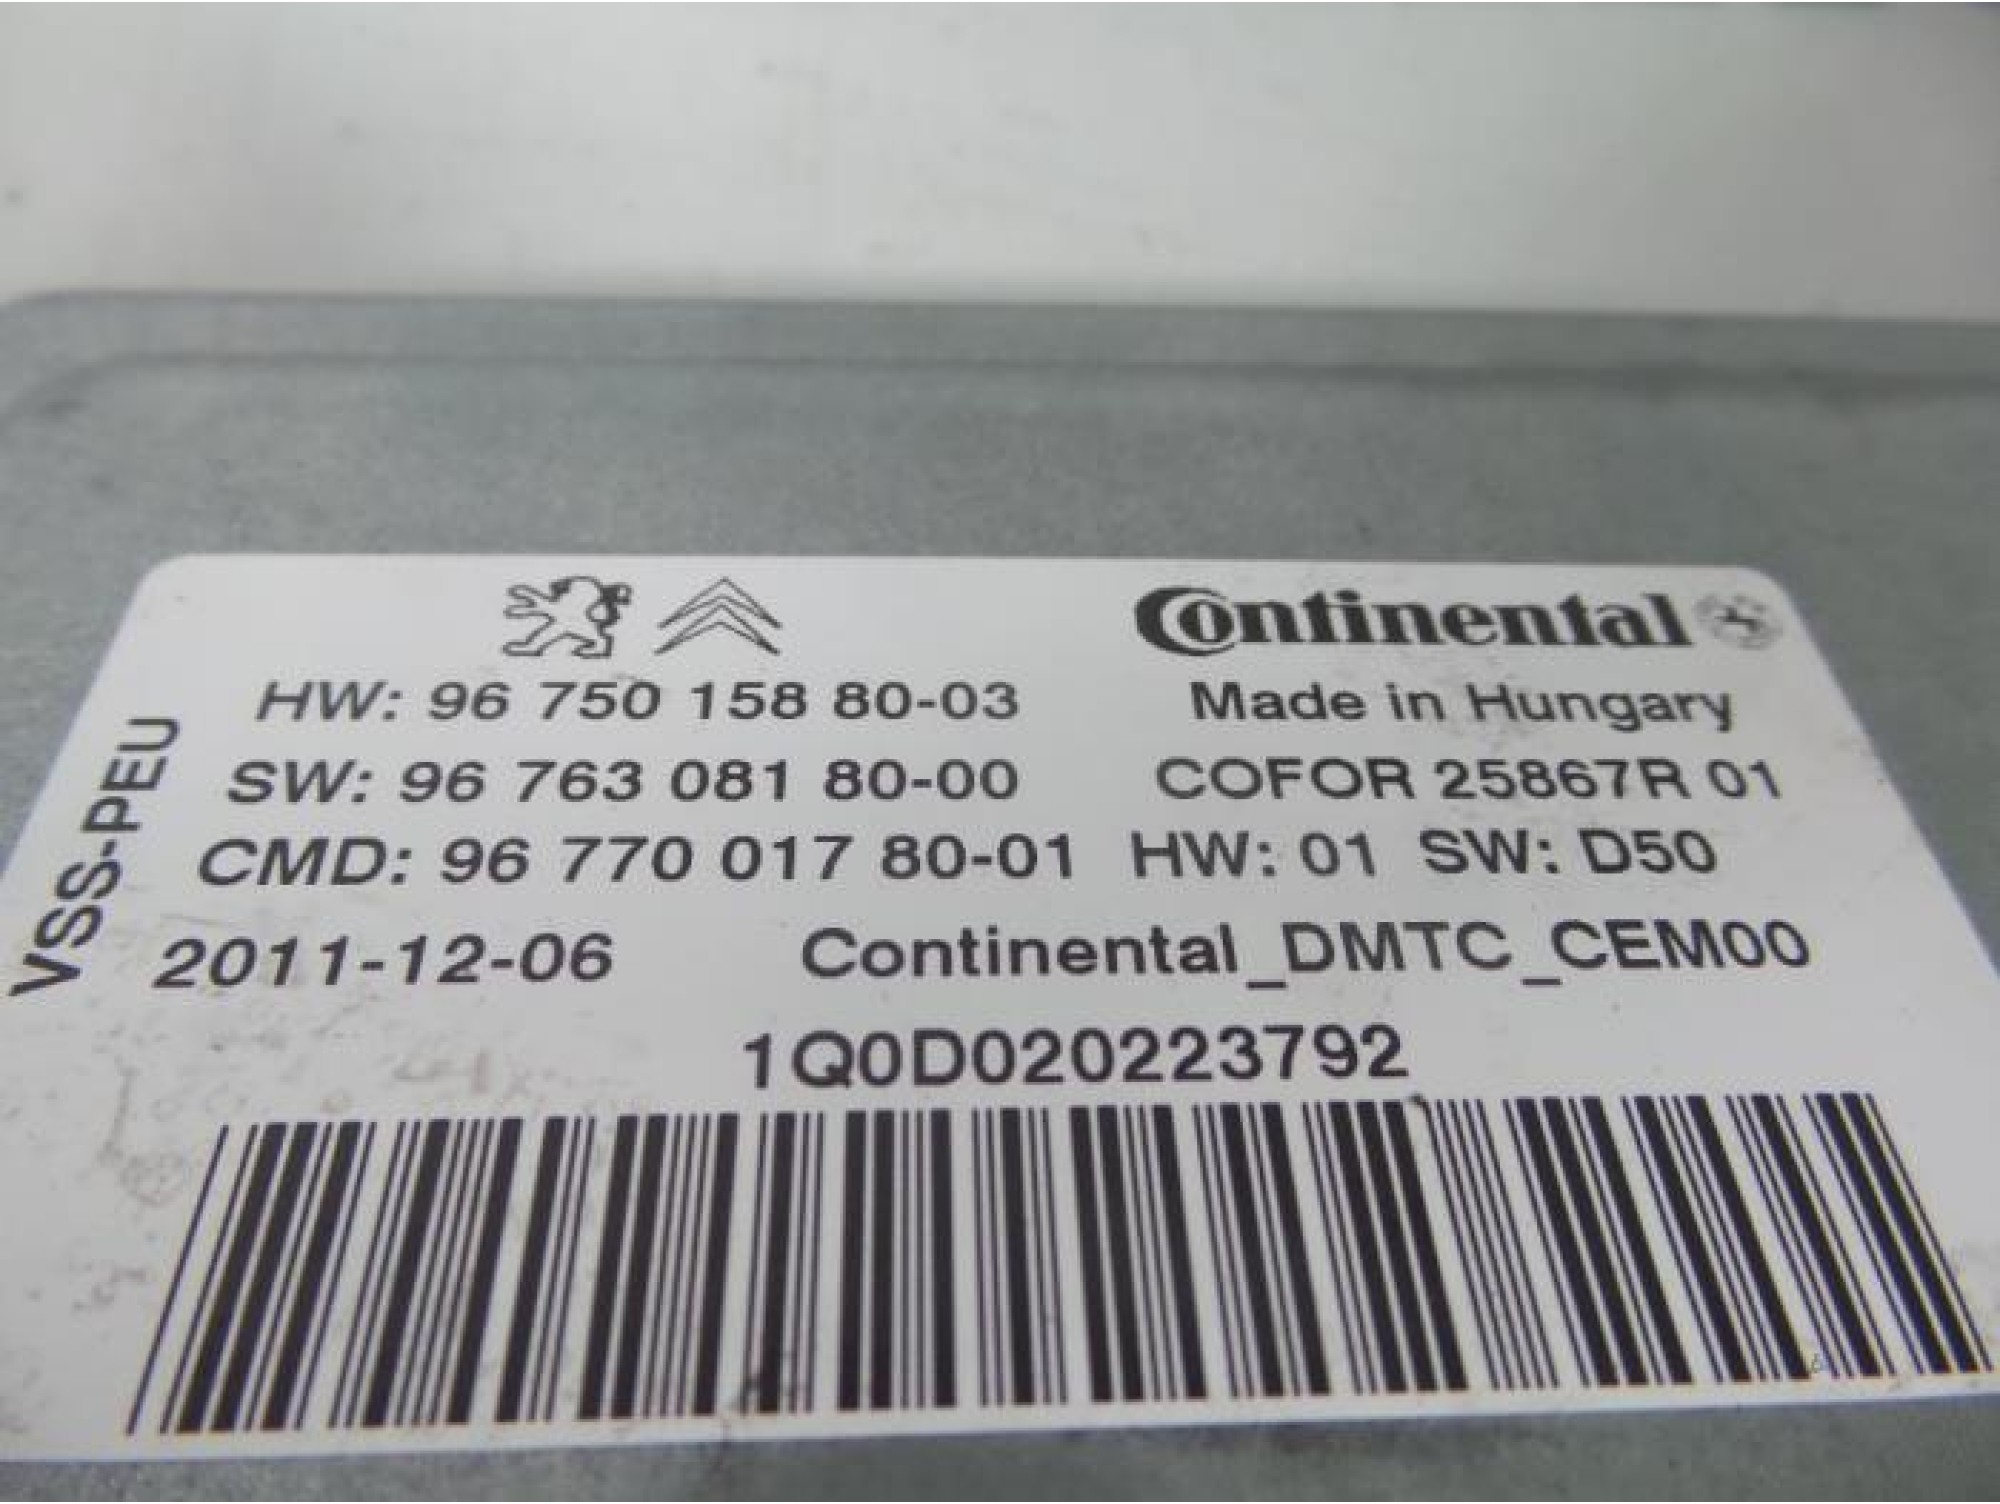 Continental
HW: 96 750 158 80-03
Made in Hungary
SW: 96 763 081 80-00
COFOR 25867R 01
CMD: 96 770 017 80-01
HW: 01 SW: D50
VSS-PEU
2011-12-06
Continental_DMTC_CEM00
1Q0D020223792